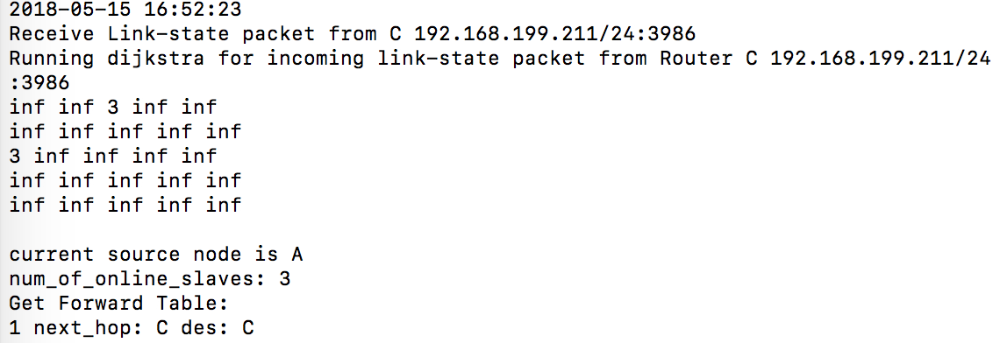 2018-05-15 16:52:23
Receive Link-state packet from C 192.168.199.211/24:3986
Running dijkstra for incoming link-state packet from Router C 192.168.199.211/24
:3986
inf inf 3 inf inf
inf inf inf inf inf
3 inf inf inf inf
inf inf inf inf inf
inf inf inf inf inf
current source node is A
num_of_online_slaves: 3
Get Forward Table:
1 next_hop: C des: C